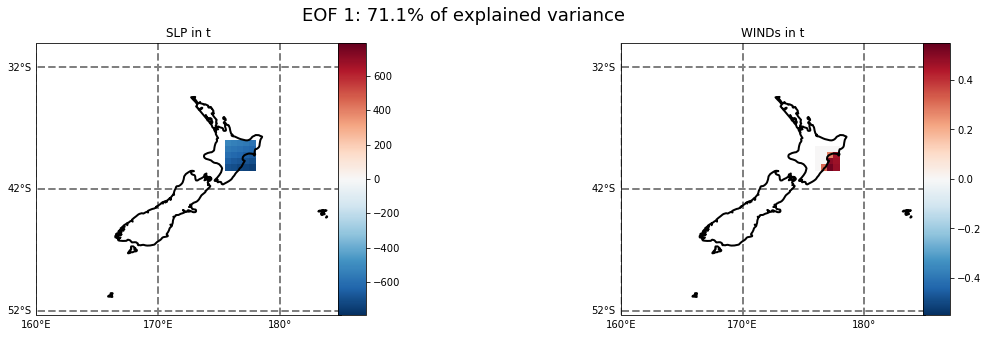 EOF 1: 71.1% of explained variance
SLP in t
WINDs in t
32°S
42°S
52°S
160°E
170°E
180°
600
400
200
0
−200
−400
−600
32°S
42°S
52°S
160°E
170°E
180°
0.4
0.2
0.0
−0.2
−0.4